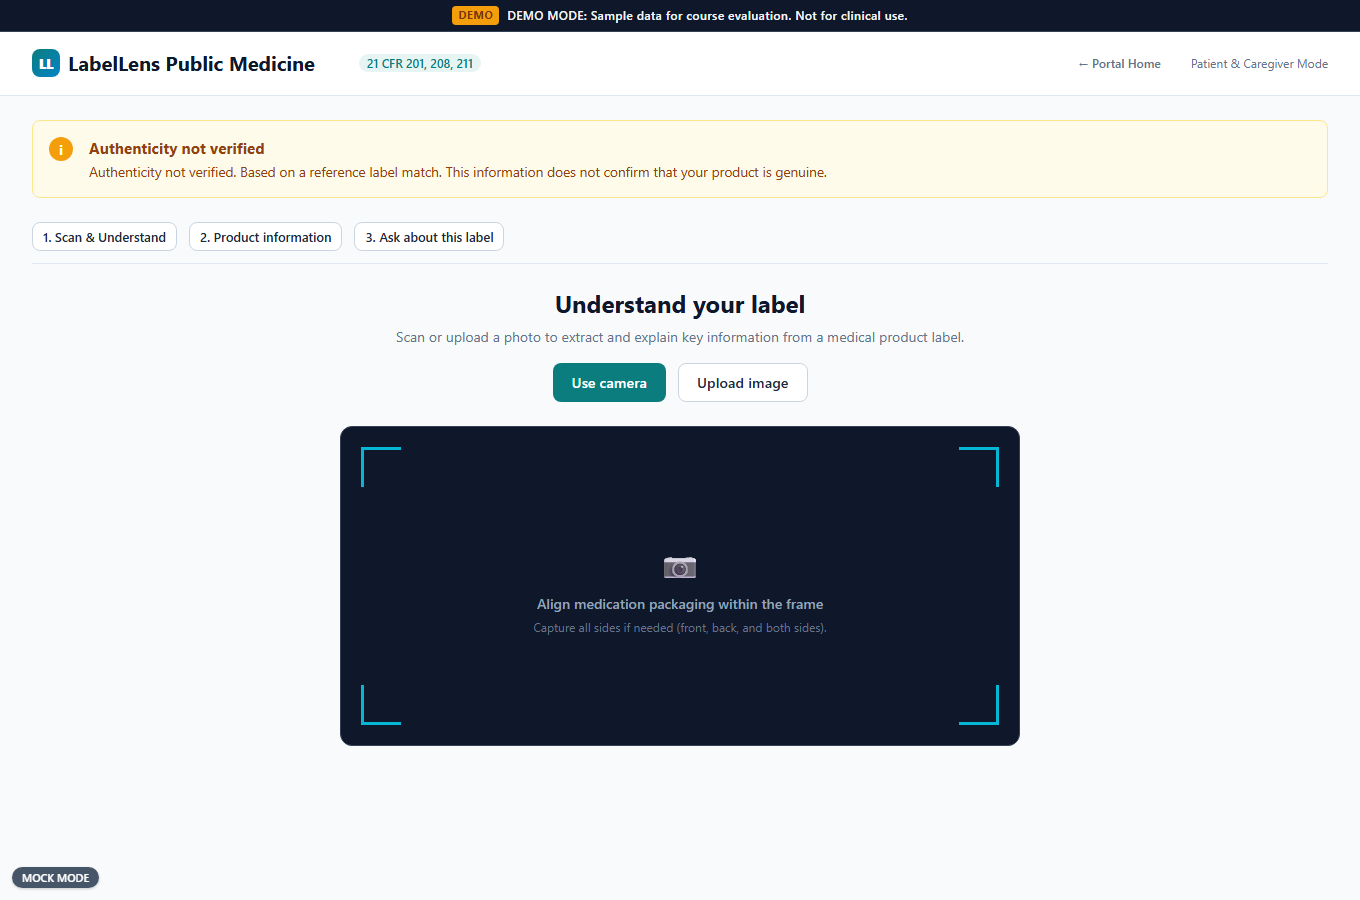 DEMO DEMO MODE: Sample data for course evaluation. Not for clinical use.
LL LabelLens Public Medicine 21 CFR 201, 208, 211 ← Portal Home Patient & Caregiver Mode
i Authenticity not verified
Authenticity not verified. Based on a reference label match. This information does not confirm that your product is genuine.
1. Scan & Understand 2. Product information 3. Ask about this label
Understand your label
Scan or upload a photo to extract and explain key information from a medical product label.
Use camera Upload image
Align medication packaging within the frame
Capture all sides if needed (front, back, and both sides).
MOCK MODE